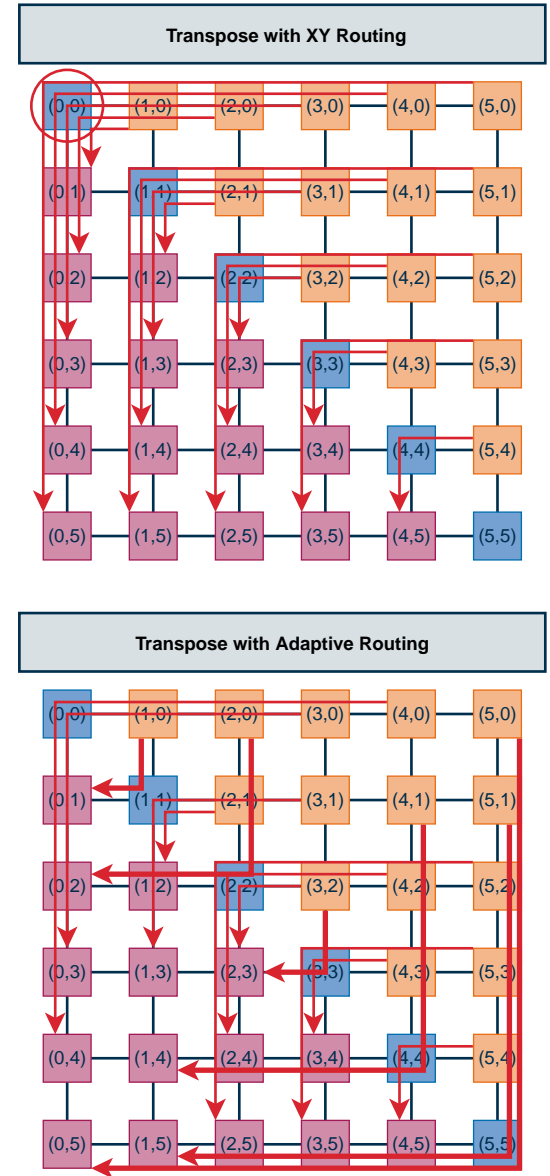 Transpose with XY Routing
(0,0) (1,0) (2,0) (3,0) (4,0) (5,0)
(0,1) (1,1) (2,1) (3,1) (4,1) (5,1)
(0,2) (1,2) (2,2) (3,2) (4,2) (5,2)
(0,3) (1,3) (2,3) (3,3) (4,3) (5,3)
(0,4) (1,4) (2,4) (3,4) (4,4) (5,4)
(0,5) (1,5) (2,5) (3,5) (4,5) (5,5)
Transpose with Adaptive Routing
(0,0) (1,0) (2,0) (3,0) (4,0) (5,0)
(0,1) (1,1) (2,1) (3,1) (4,1) (5,1)
(0,2) (1,2) (2,2) (3,2) (4,2) (5,2)
(0,3) (1,3) (2,3) (3,3) (4,3) (5,3)
(0,4) (1,4) (2,4) (3,4) (4,4) (5,4)
(0,5) (1,5) (2,5) (3,5) (4,5) (5,5)